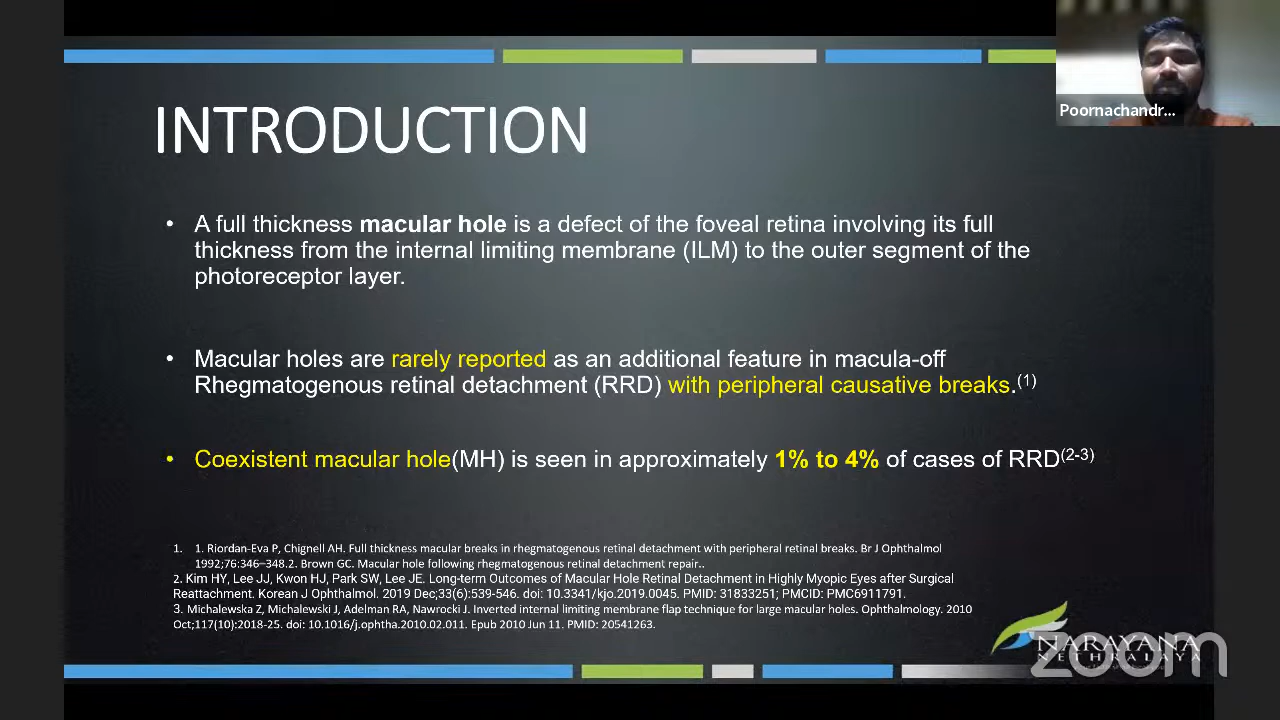 Poornachandr...
INTRODUCTION
• A full thickness macular hole is a defect of the foveal retina involving its full
thickness from the internal limiting membrane (ILM) to the outer segment of the
photoreceptor layer.
• Macular holes are rarely reported as an additional feature in macula-off
Rhegmatogenous retinal detachment (RRD) with peripheral causative breaks.(1)
• Coexistent macular hole(MH) is seen in approximately 1% to 4% of cases of RRD(2-3)
1. 1. Riordan-Eva P, Chignell AH. Full thickness macular breaks in rhegmatogenous retinal detachment with peripheral retinal breaks. Br J Ophthalmol
1992;76:346–348.2. Brown GC. Macular hole following rhegmatogenous retinal detachment repair..
2. Kim HY, Lee JJ, Kwon HJ, Park SW, Lee JE. Long-term Outcomes of Macular Hole Retinal Detachment in Highly Myopic Eyes after Surgical
Reattachment. Korean J Ophthalmol. 2019 Dec;33(6):539-546. doi: 10.3341/kjo.2019.0045. PMID: 31833251; PMCID: PMC6911791.
3. Michalewska Z, Michalewski J, Adelman RA, Nawrocki J. Inverted internal limiting membrane flap technique for large macular holes. Ophthalmology. 2010
Oct;117(10):2018-25. doi: 10.1016/j.ophtha.2010.02.011. Epub 2010 Jun 11. PMID: 20541263.
NARAYANA
NETHRALAYA
zoom